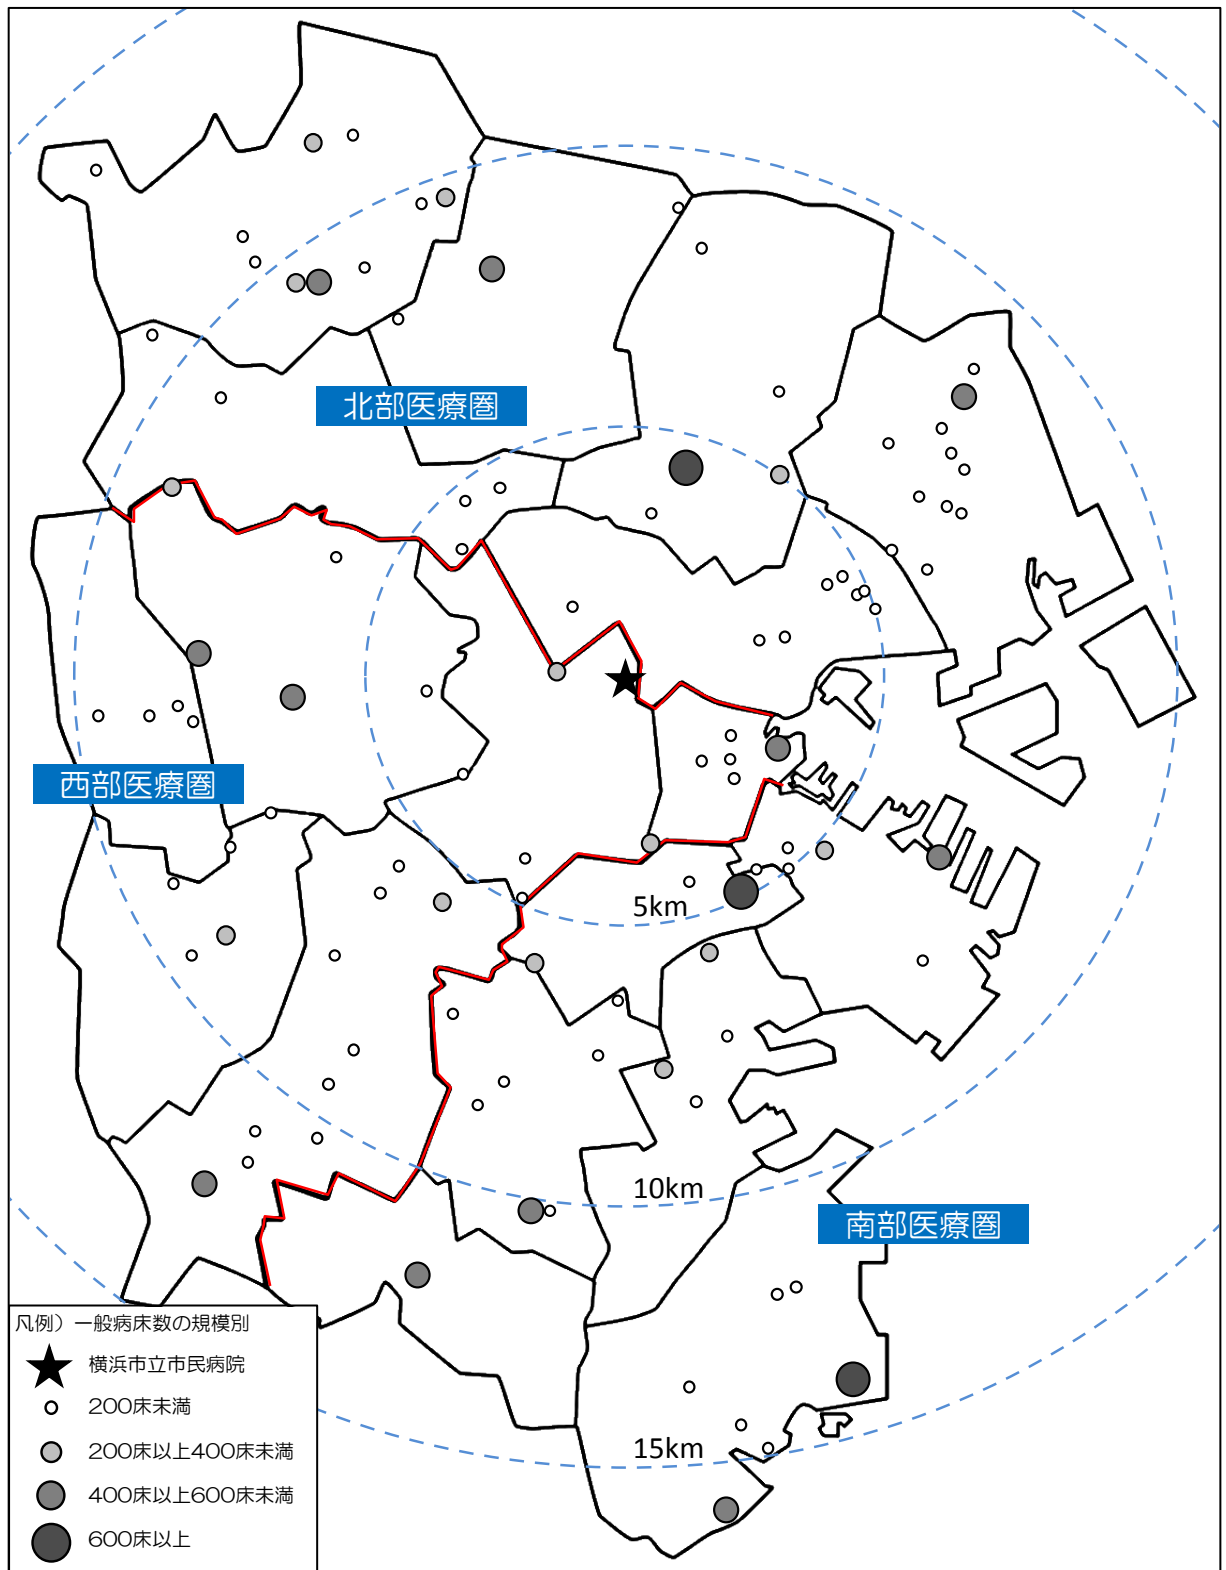 北部医療圏
西部医療圏
5km
10km
南部医療圏
15km
凡例）一般病床数の規模別
横浜市立市民病院
200床未満
200床以上400床未満
400床以上600床未満
600床以上